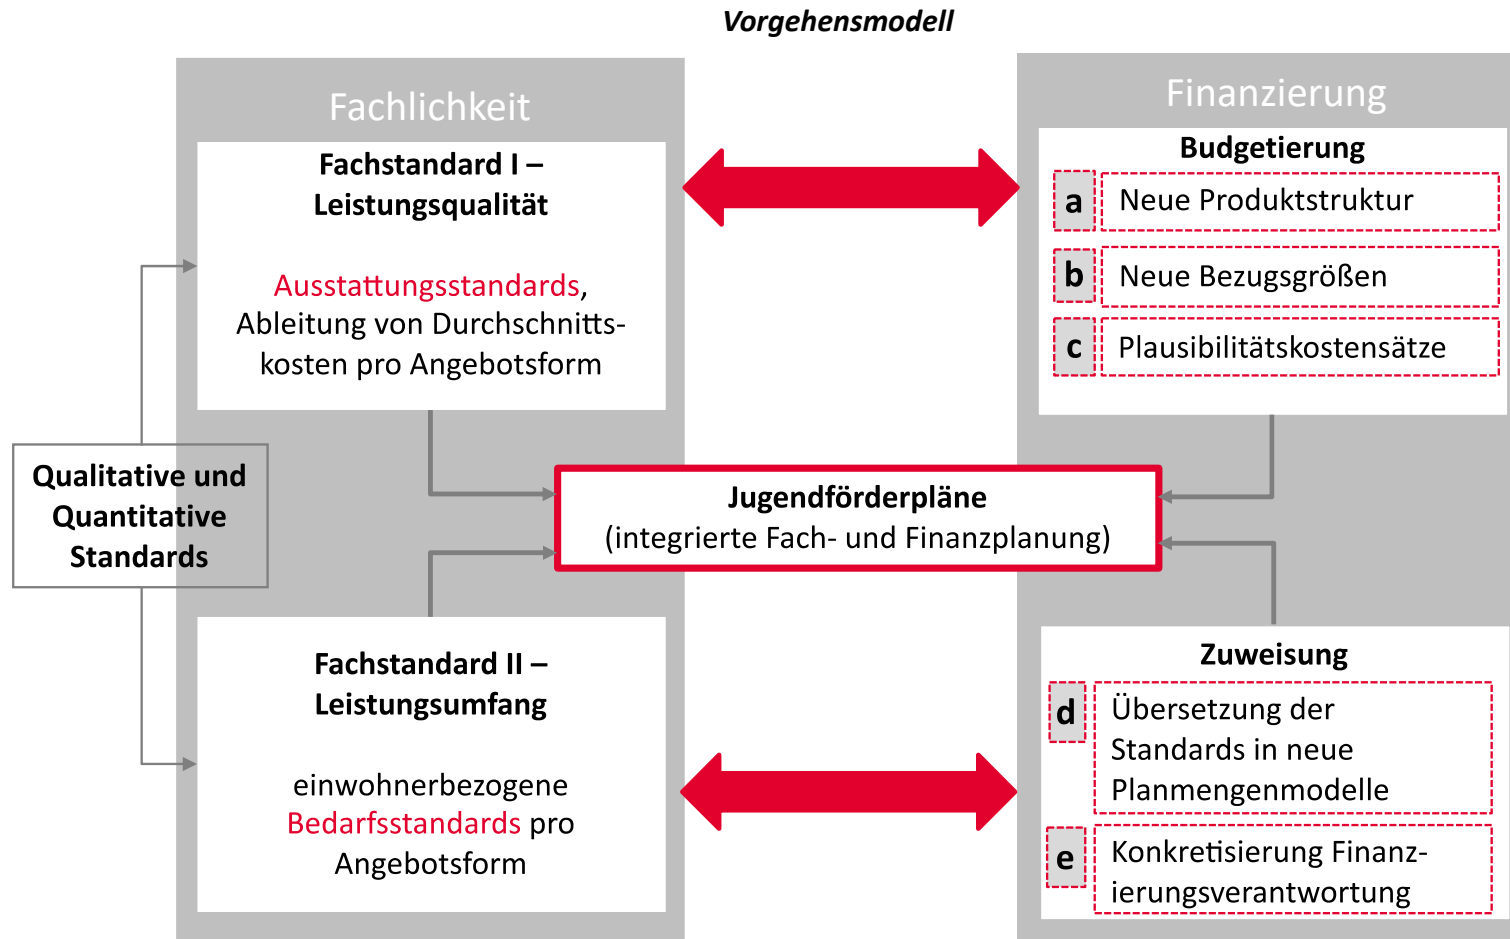 Vorgehensmodell
Fachlichkeit
Fachstandard I –
Leistungsqualität
Ausstattungsstandards,
Ableitung von Durchschnitts-
kosten pro Angebotsform
Qualitative und
Quantitative
Standards
Fachstandard II –
Leistungsumfang
einwohnerbezogene
Bedarfsstandards pro
Angebotsform
Jugendförderpläne
(integrierte Fach- und Finanzplanung)
Finanzierung
Budgetierung
a Neue Produktstruktur
b Neue Bezugsgrößen
c Plausibilitätskostensätze
Zuweisung
d Übersetzung der
Standards in neue
Planmengenmodelle
e Konkretisierung Finanz-
ierungsverantwortung